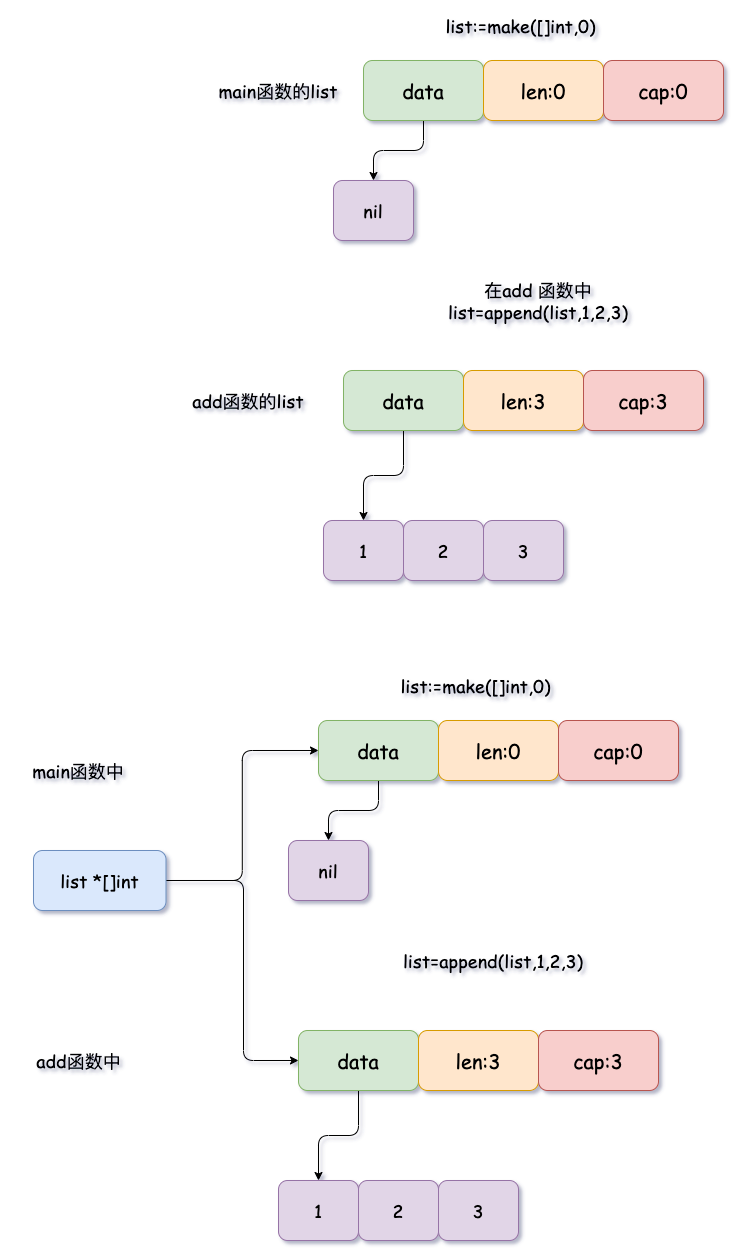 list:=make([]int,0)
main函数的list
data
len:0
cap:0
nil
在add 函数中
list=append(list,1,2,3)
add函数的list
data
len:3
cap:3
1
2
3
list:=make([]int,0)
main函数中
data
len:0
cap:0
nil
list *[]int
list=append(list,1,2,3)
add函数中
data
len:3
cap:3
1
2
3